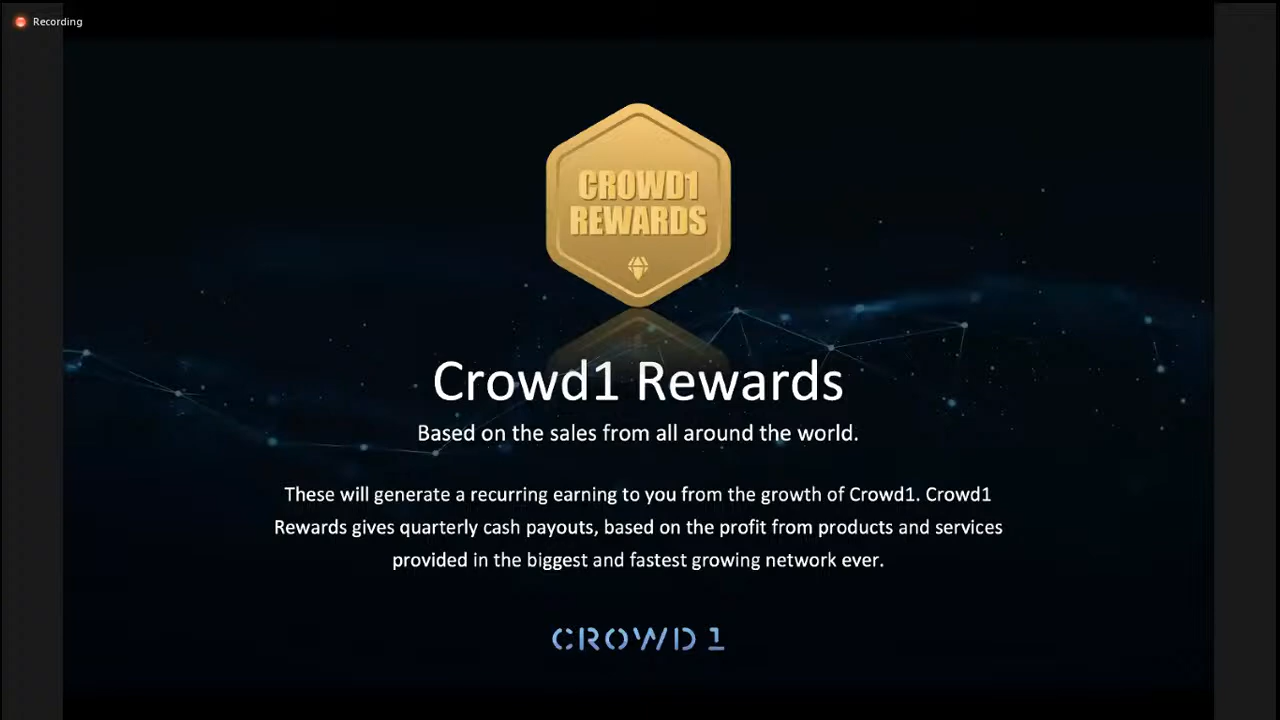 Recording
CROWD1
REWARDS
Crowd1 Rewards
Based on the sales from all around the world.
These will generate a recurring earning to you from the growth of Crowd1. Crowd1
Rewards gives quarterly cash payouts, based on the profit from products and services
provided in the biggest and fastest growing network ever.
CROWD 1